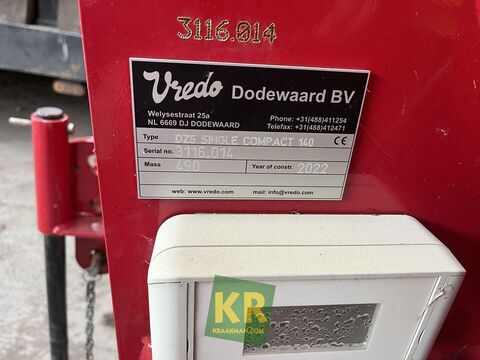 3116.014
Vredo Dodewaard BV
Welysestraat 25a
NL 6669 DJ DODEWAARD
Phone: +31(488)411254
Telefax: +31(488)412471
Type DZS SINGLE COMPACT 140 CE
Serial no. 3116.014
Mass 490 Year of constr. 2022
web: www.vredo.com mail: info@vredo.com
KR
KRAAKMAN.COM